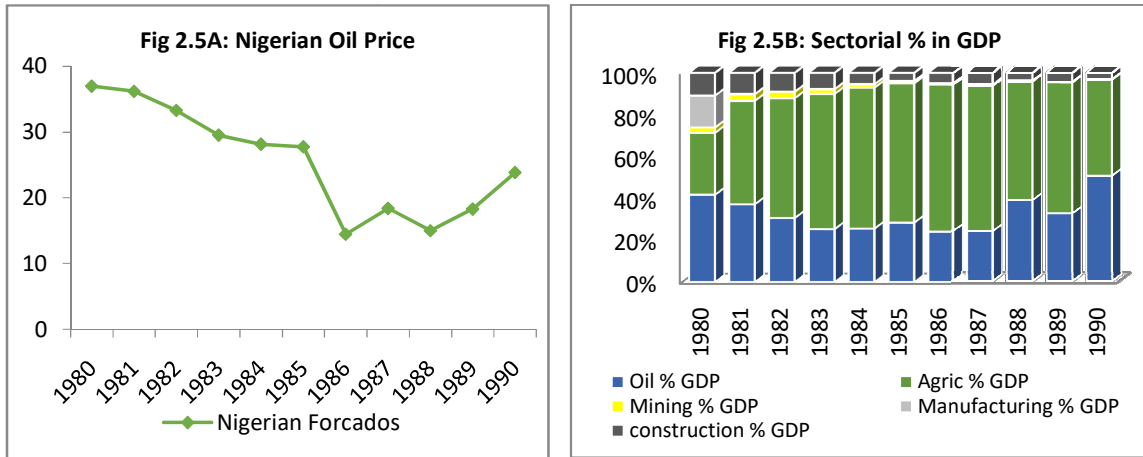 Fig 2.5A: Nigerian Oil Price
40
30
20
10
0
1980 1981 1982 1983 1984 1985 1986 1987 1988 1989 1990
Nigerian Forcados
Fig 2.5B: Sectorial % in GDP
100%
80%
60%
40%
20%
0%
1980 1981 1982 1983 1984 1985 1986 1987 1988 1989 1990
Oil % GDP Agric % GDP
Mining % GDP Manufacturing % GDP
construction % GDP